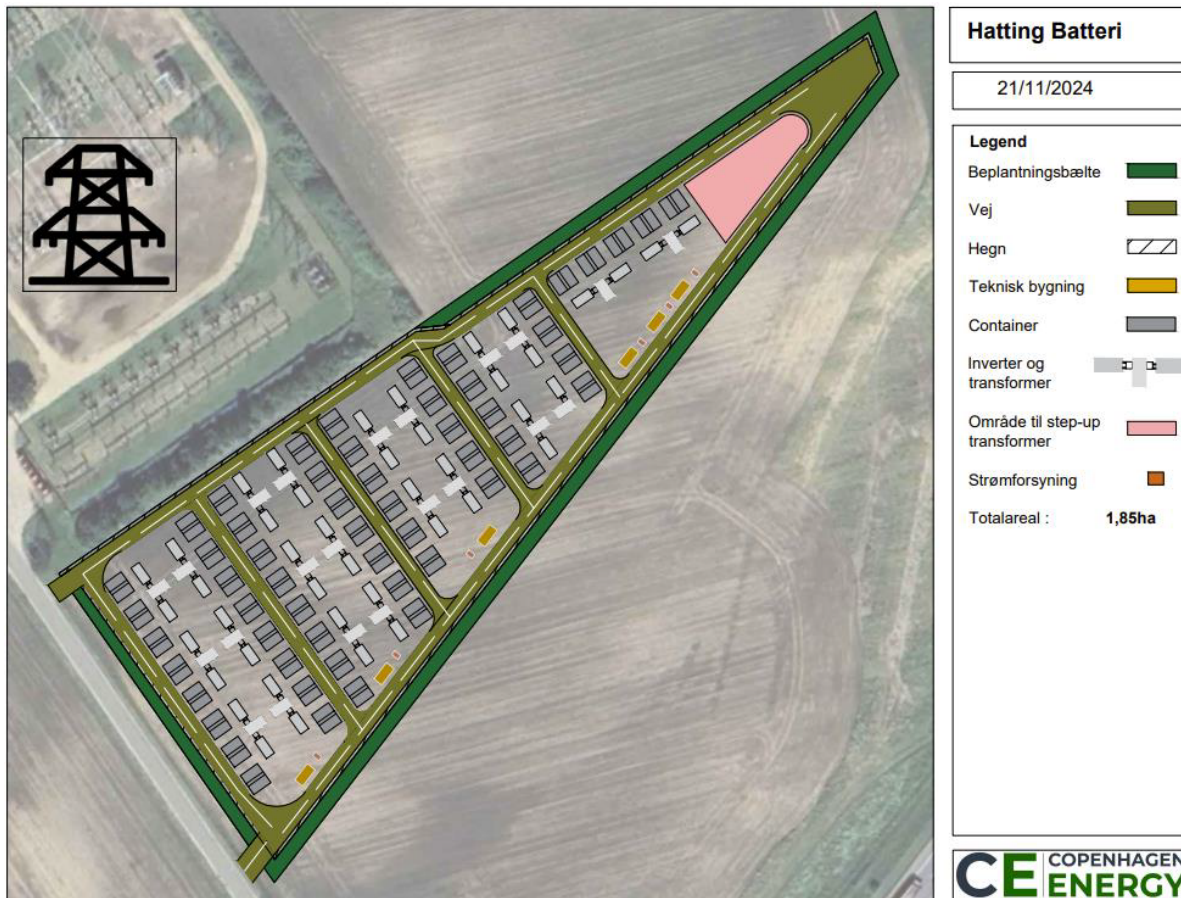 Hatting Batteri
21/11/2024
Legend
Beplantningsbælte
Vej
Hegn
Teknisk bygning
Container
Inverter og
transformer
Område til step-up
transformer
Strømforsyning
Totalareal : 1,85ha
CE COPENHAGEN
ENERGY